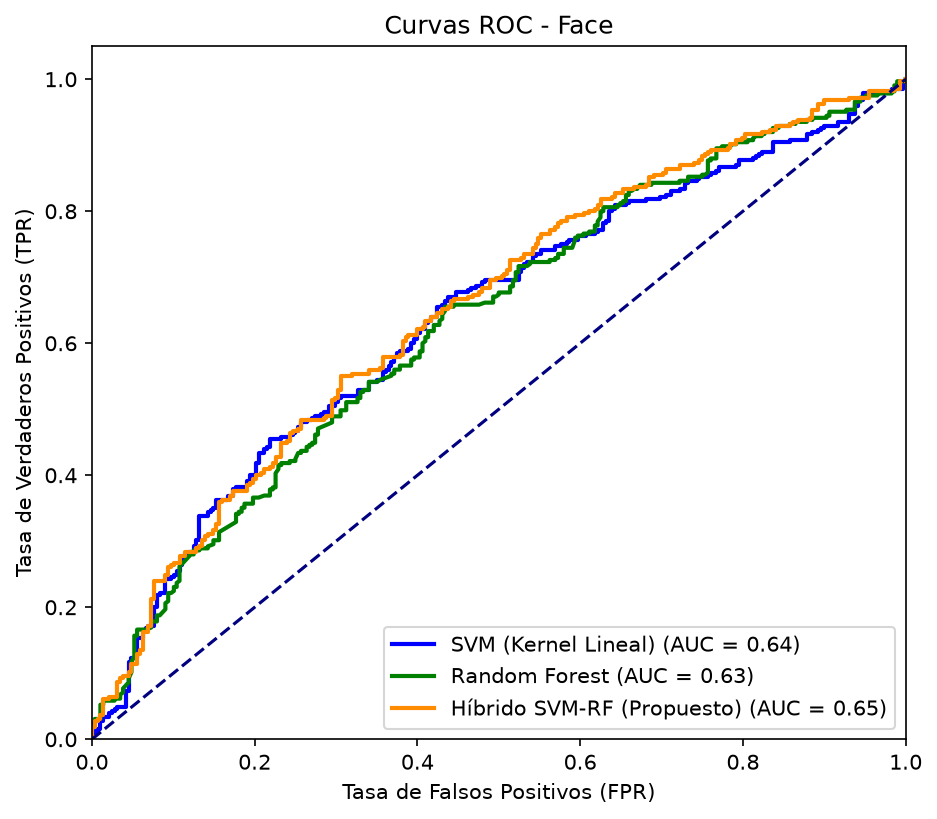 Curvas ROC - Face
Tasa de Verdaderos Positivos (TPR)
1.0
0.8
0.6
0.4
0.2
0.0
0.0 0.2 0.4 0.6 0.8 1.0
Tasa de Falsos Positivos (FPR)
SVM (Kernel Lineal) (AUC = 0.64)
Random Forest (AUC = 0.63)
Híbrido SVM-RF (Propuesto) (AUC = 0.65)